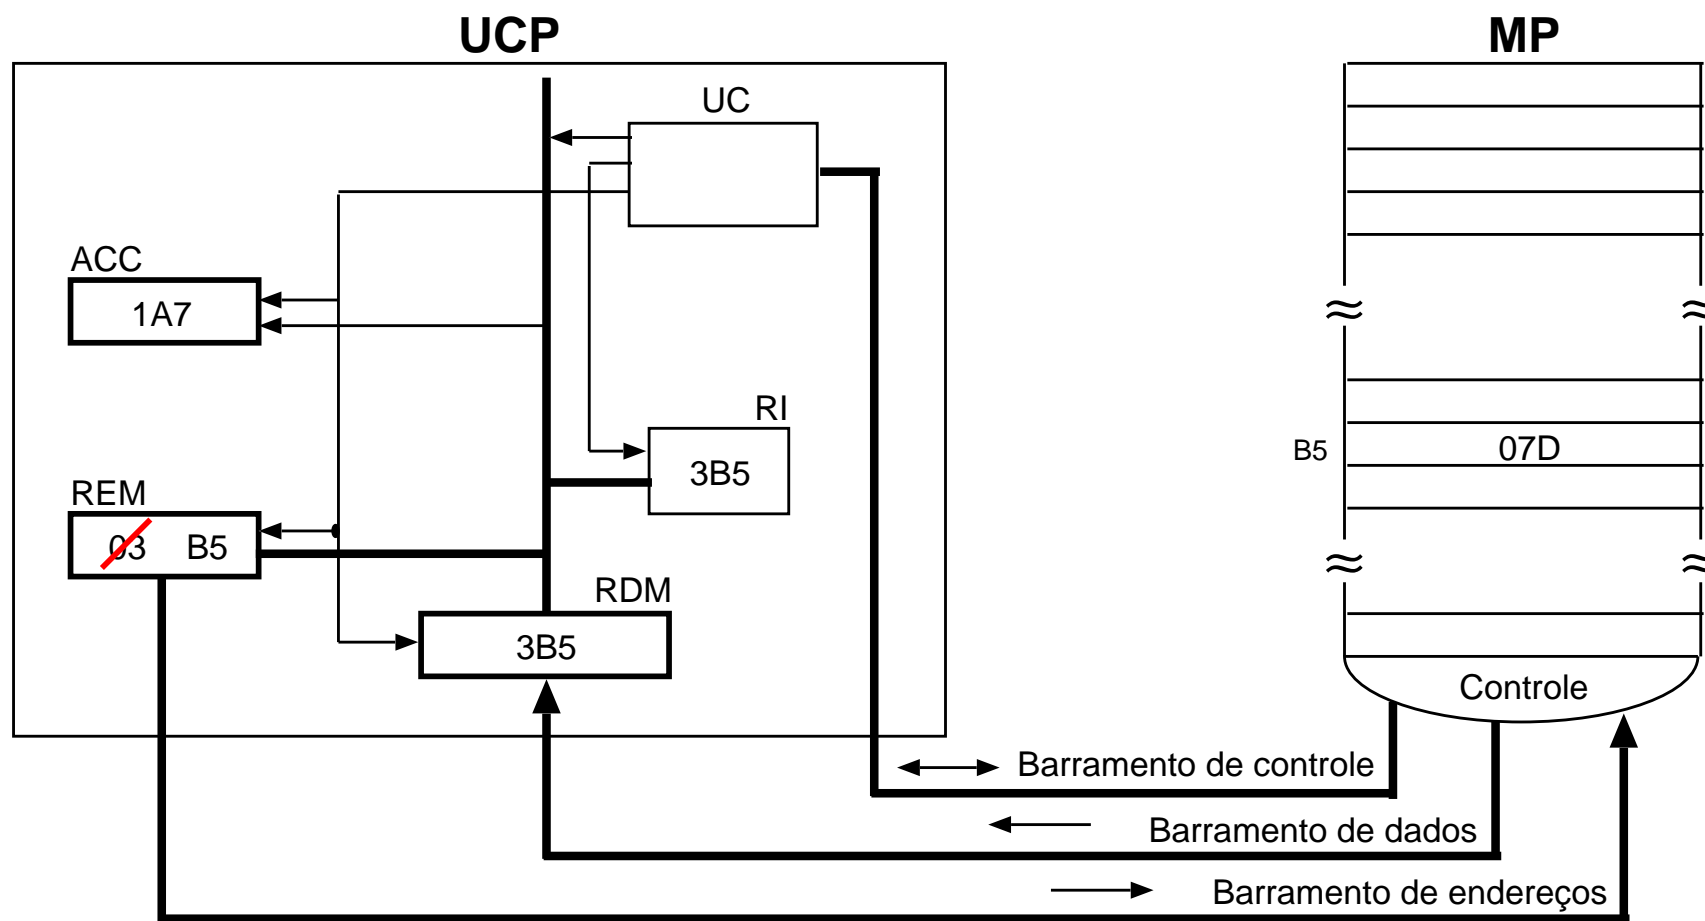 UCP
MP
UC
ACC
1A7
RI
3B5
B5
07D
REM
03 B5
RDM
3B5
Controle
Barramento de controle
Barramento de dados
Barramento de endereços